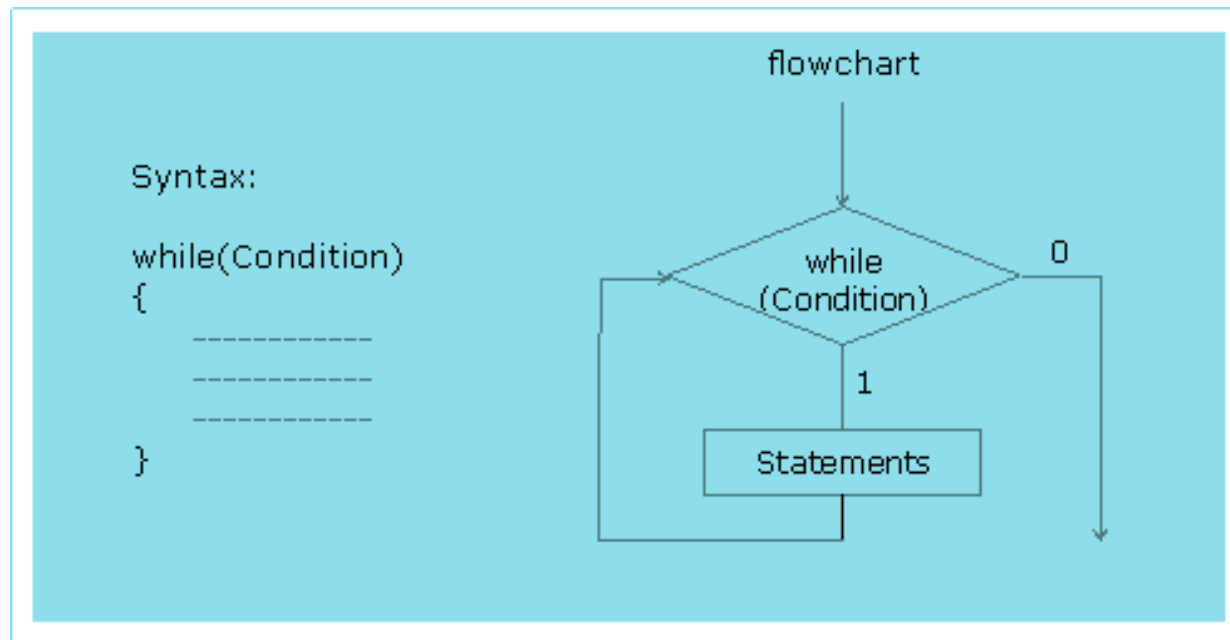 Syntax:
while(Condition)
{
------------
------------
------------
}
flowchart
while
(Condition)
0
1
Statements